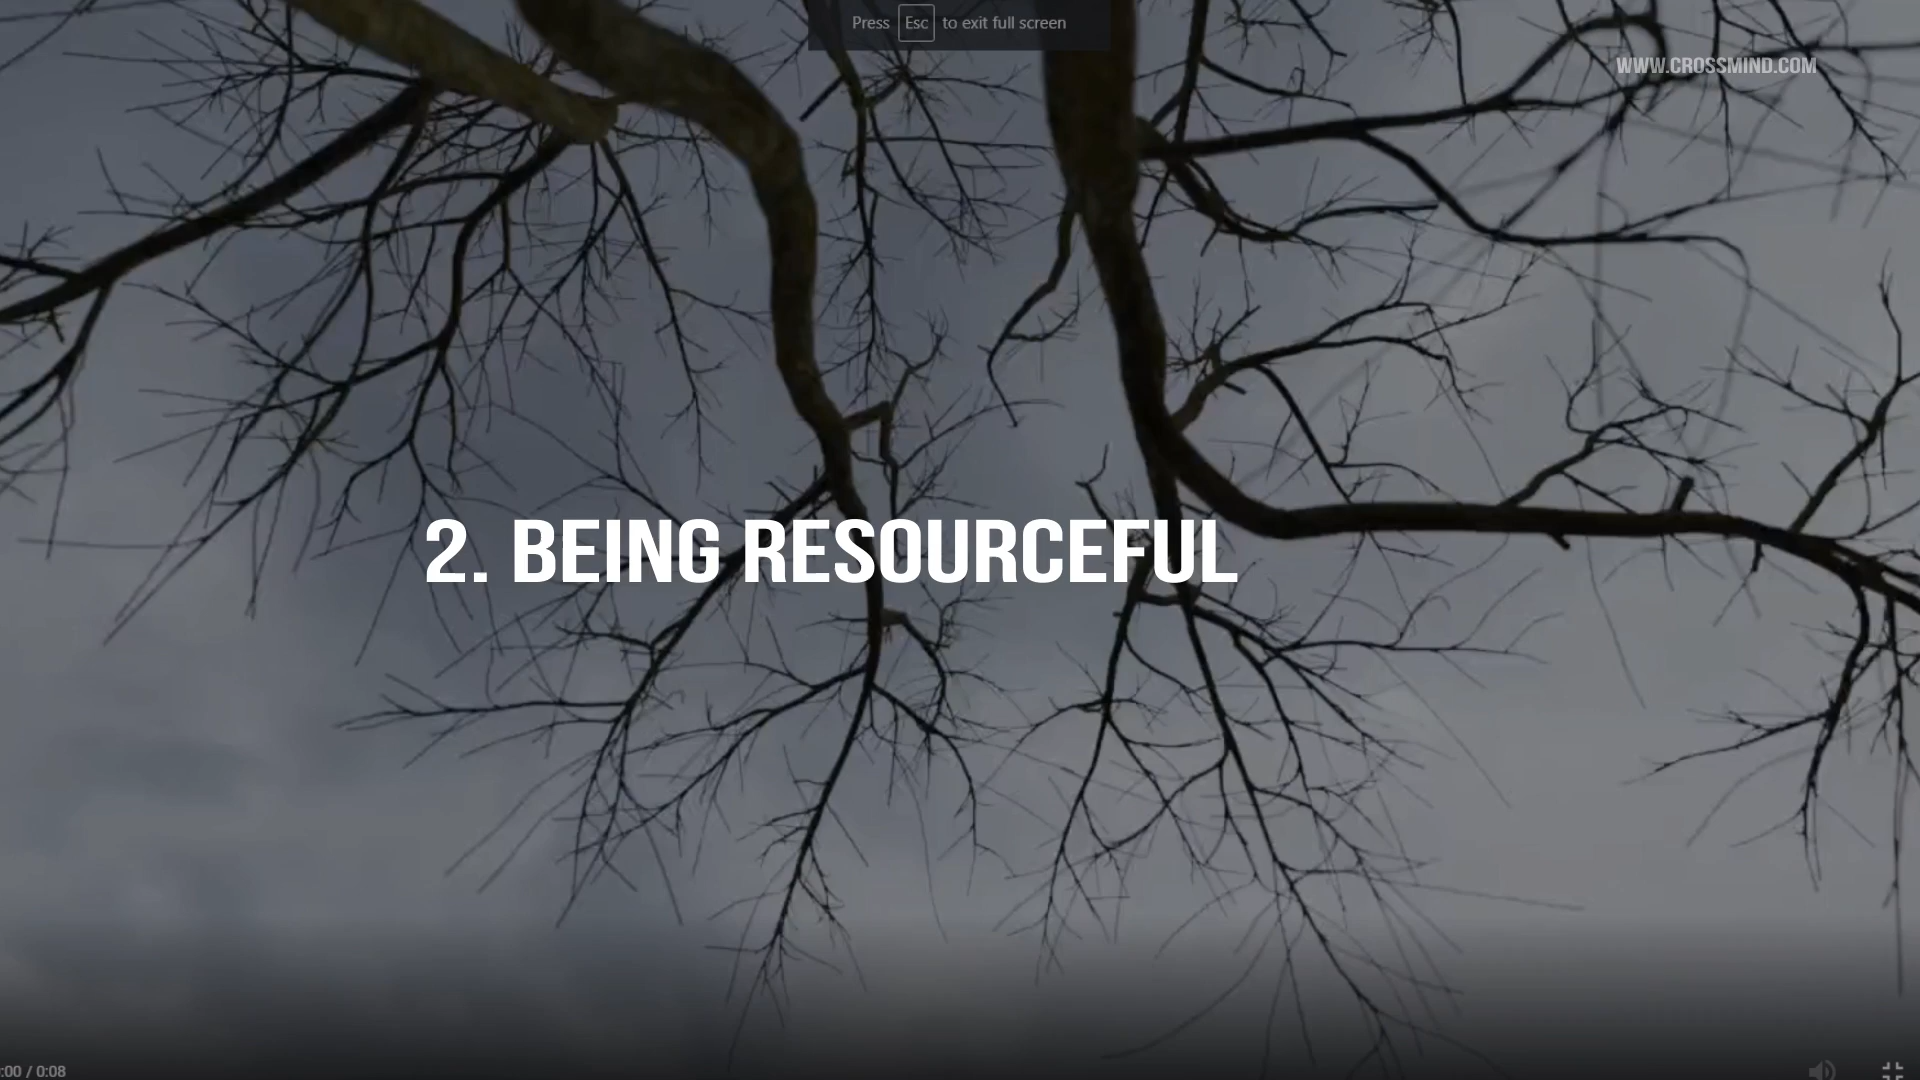 Press Esc to exit full screen
WWW.CROSSMIND.COM
2. BEING RESOURCEFUL
:00 / 0:08